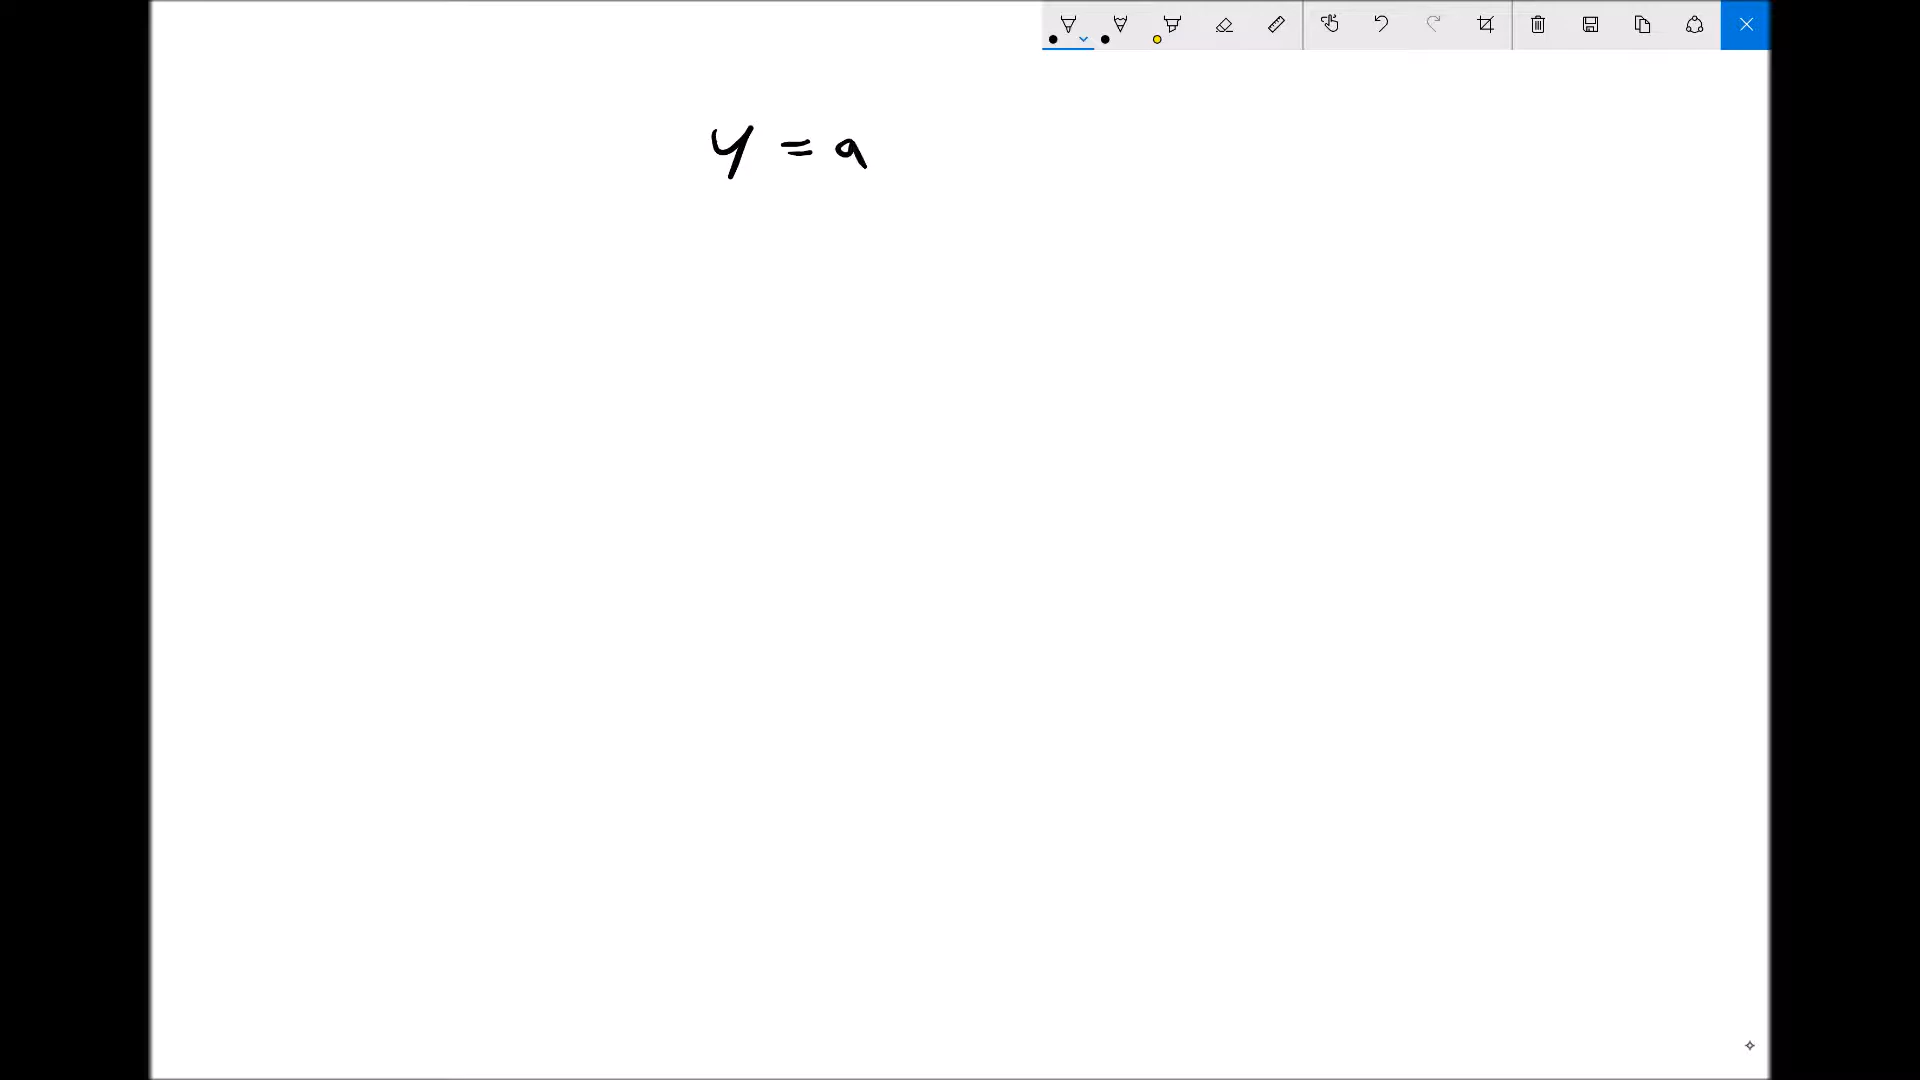 y = a